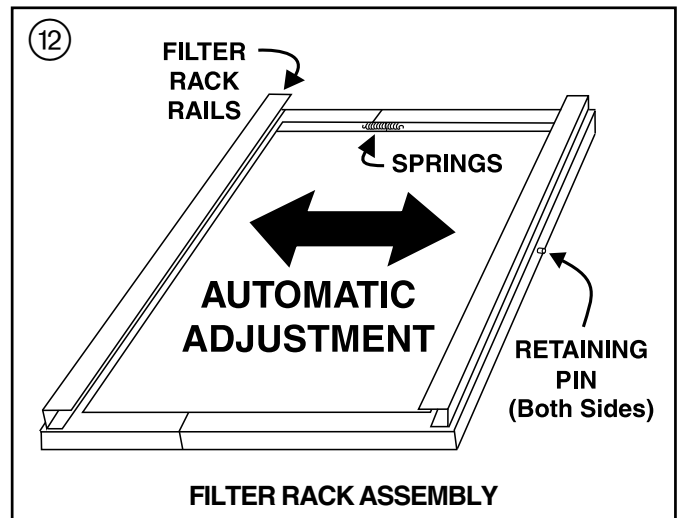 12
FILTER
RACK
RAILS
SPRINGS
AUTOMATIC
ADJUSTMENT
RETAINING
PIN
(Both Sides)
FILTER RACK ASSEMBLY